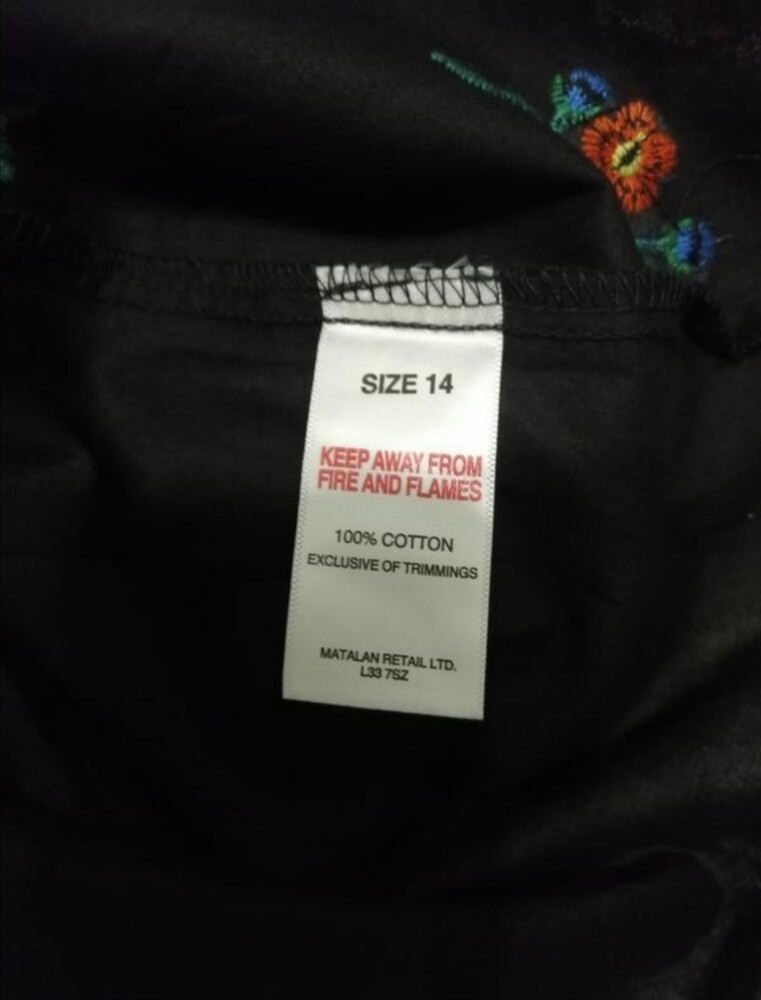 SIZE 14
KEEP AWAY FROM
FIRE AND FLAMES
100% COTTON
EXCLUSIVE OF TRIMMINGS
MATALAN RETAIL LTD.
L33 7SZ